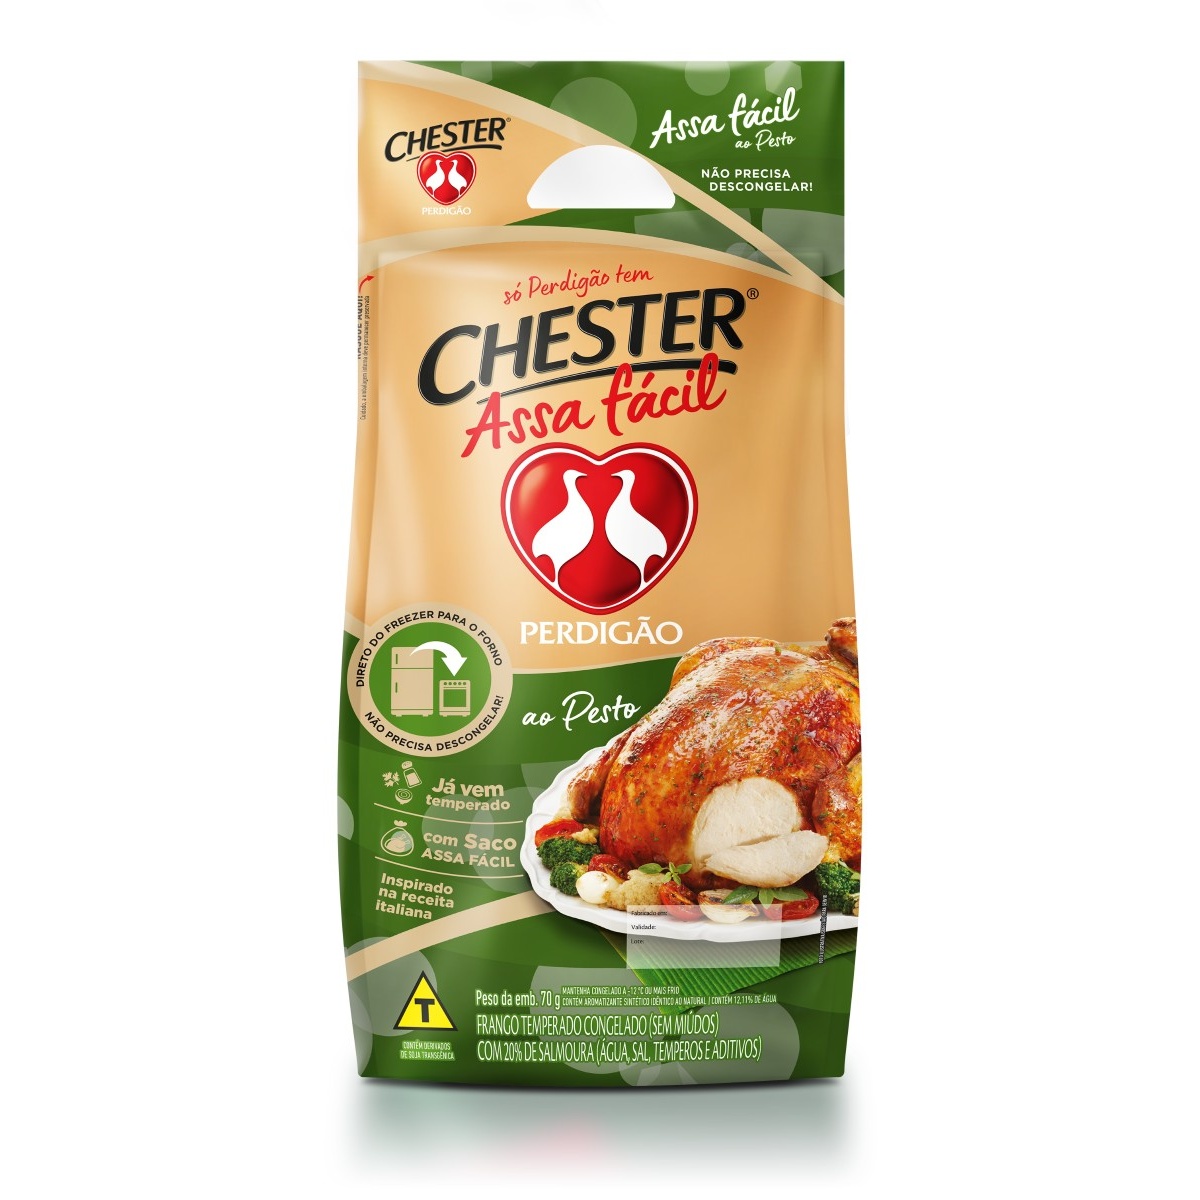 CHESTER®
PERDIGÃO
Assa fácil
ao Pesto
NÃO PRECISA
DESCONGELAR!
só Perdigão tem
CHESTER®
Assa fácil
PERDIGÃO
ao Pesto
DIRETO DO FREEZER PARA O FORNO
NÃO PRECISA DESCONGELAR!
Já vem
temperado
com Saco
ASSA FÁCIL
Inspirado
na receita
italiana
Fabricado em:
Validade:
Lote:
T
CONTÉM DERIVADOS
DE SOJA TRANSGÊNICA
Peso da emb. 70 g
MANTENHA CONGELADO A -12 °C OU MAIS FRIO
CONTÉM AROMATIZANTE SINTÉTICO IDÊNTICO AO NATURAL / CONTÉM 12,11% DE ÁGUA
FRANGO TEMPERADO CONGELADO (SEM MIÚDOS)
COM 20% DE SALMOURA (ÁGUA, SAL, TEMPEROS E ADITIVOS)